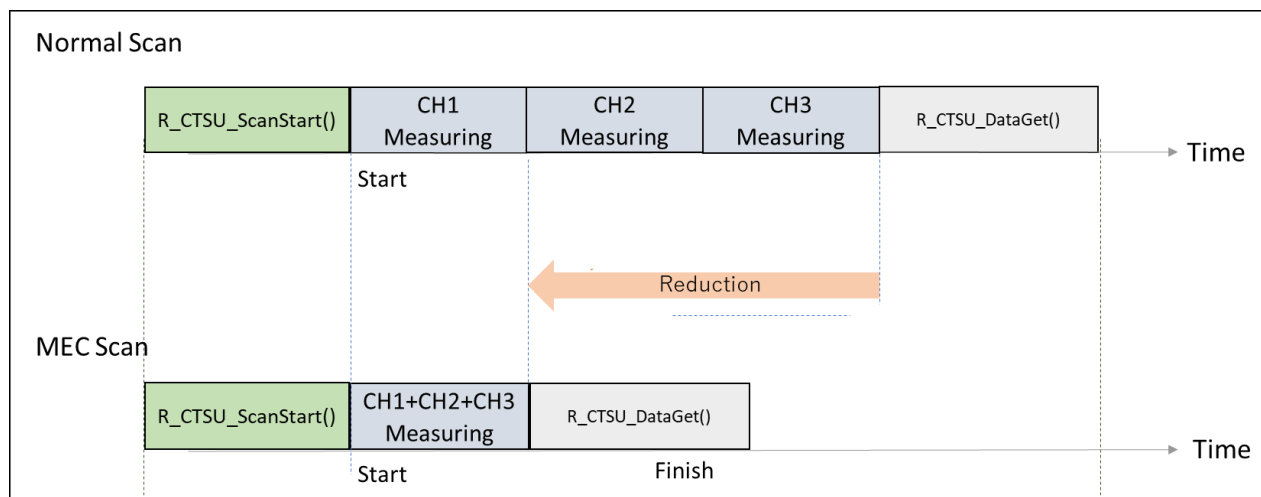 Normal Scan
R_CTSU_ScanStart()
CH1
Measuring
CH2
Measuring
CH3
Measuring
R_CTSU_DataGet()
Time
Start
Reduction
MEC Scan
R_CTSU_ScanStart()
CH1+CH2+CH3
Measuring
R_CTSU_DataGet()
Time
Start
Finish